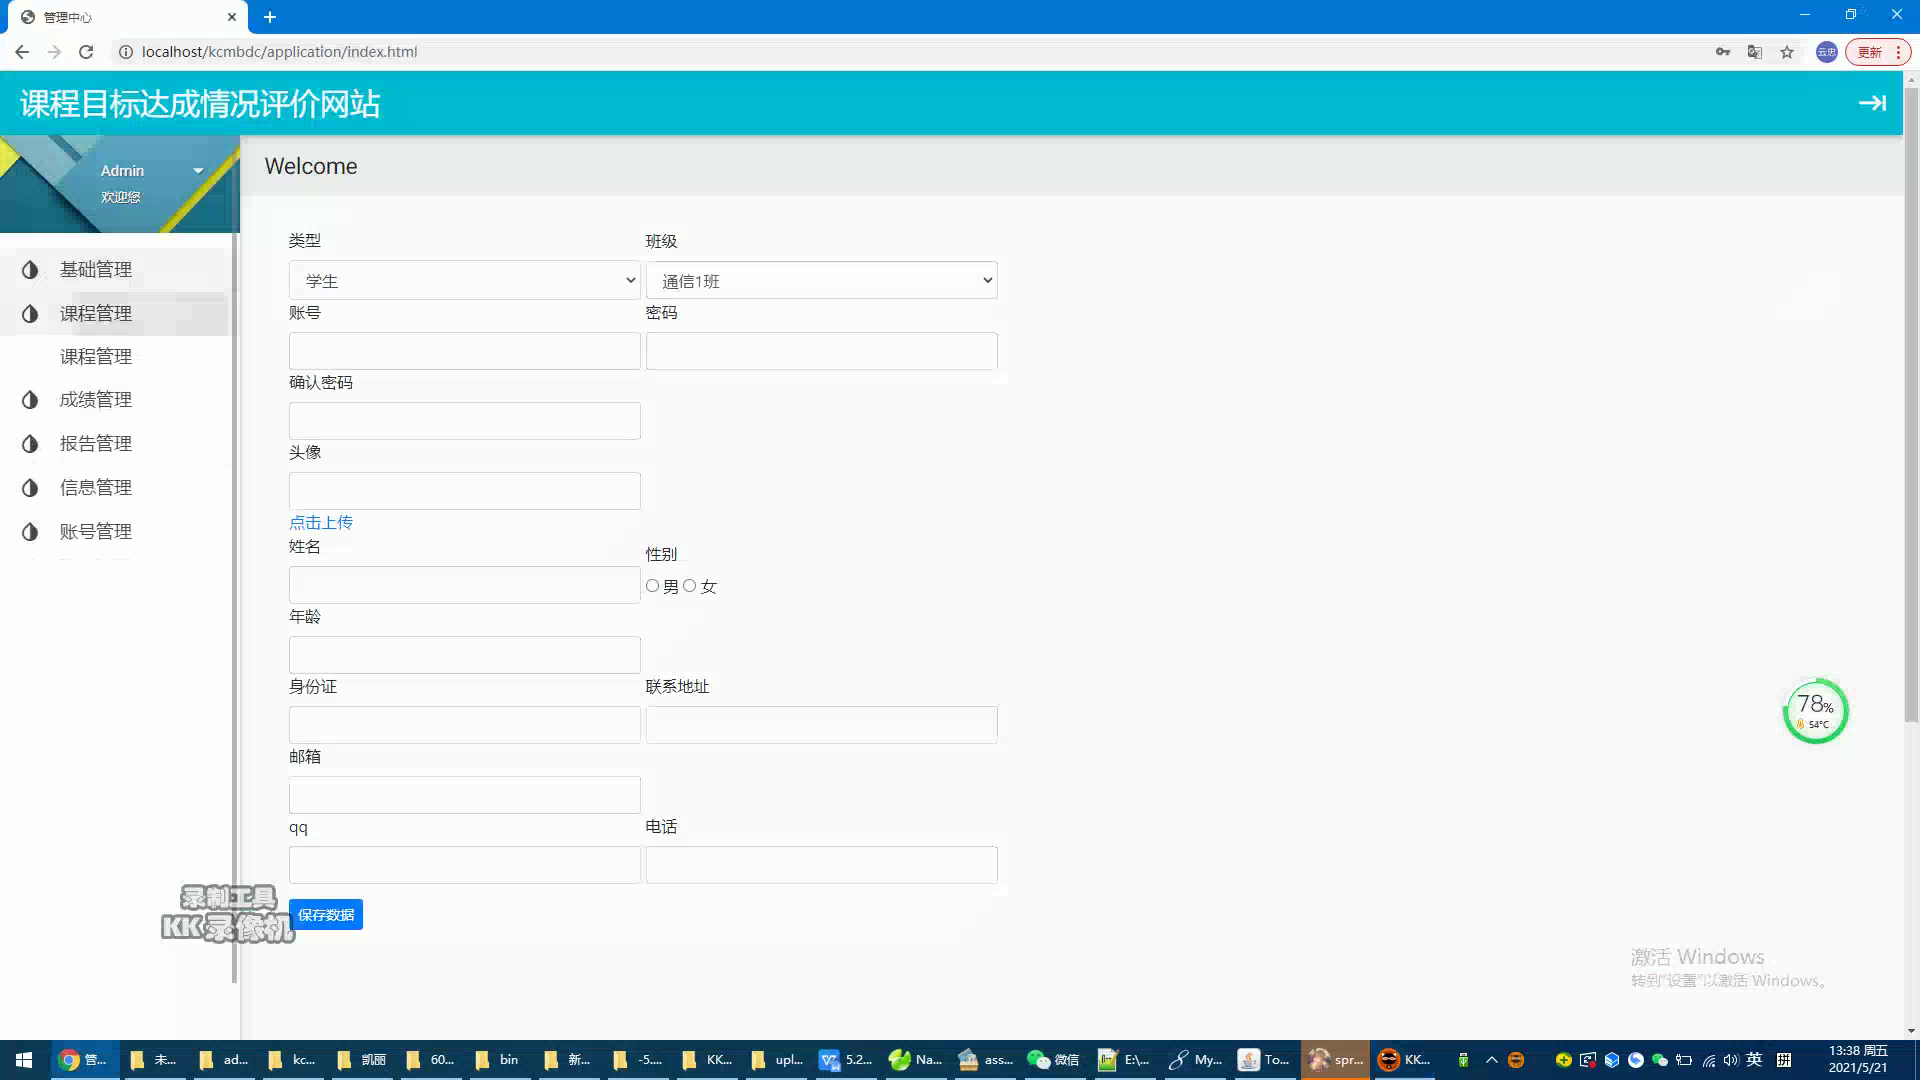 管理中心
localhost/kcmbdc/application/index.html
云忠
更新
课程目标达成情况评价网站
Admin
欢迎您
Welcome
基础管理
课程管理
课程管理
成绩管理
报告管理
信息管理
账号管理
类型
班级
学生
通信1班
账号
密码
确认密码
头像
点击上传
姓名
性别
男 女
年龄
身份证
联系地址
邮箱
qq
电话
保存数据
录制工具
KK录像机
78%
54°C
激活 Windows
转到"设置"以激活 Windows。
管... 未... ad... kc... 凯丽 60... bin 新... -5.... KK... upl... 5.2... Na... ass... 微信 E:\... My... To... spr... KK...
英 拼
13:38 周五
2021/5/21